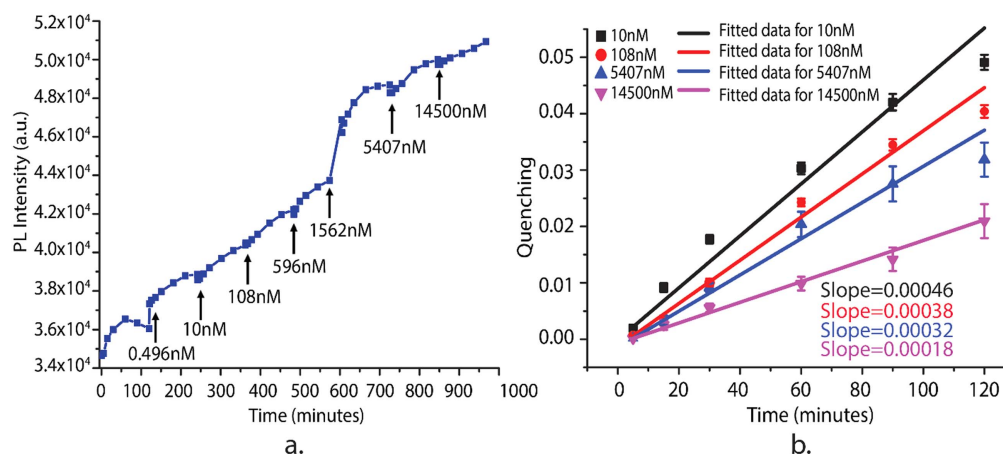 5.2x10⁴
5.0x10⁴
4.8x10⁴
4.6x10⁴
4.4x10⁴
4.2x10⁴
4.0x10⁴
3.8x10⁴
3.6x10⁴
3.4x10⁴
PL Intensity (a.u.)
0.496nM
10nM
108nM
596nM
1562nM
5407nM
14500nM
0 100 200 300 400 500 600 700 800 900 1000
Time (minutes)
a.
10nM
108nM
5407nM
14500nM
Fitted data for 10nM
Fitted data for 108nM
Fitted data for 5407nM
Fitted data for 14500nM
0.05
0.04
0.03
0.02
0.01
0.00
Quenching
Slope=0.00046
Slope=0.00038
Slope=0.00032
Slope=0.00018
0 20 40 60 80 100 120
Time (minutes)
b.